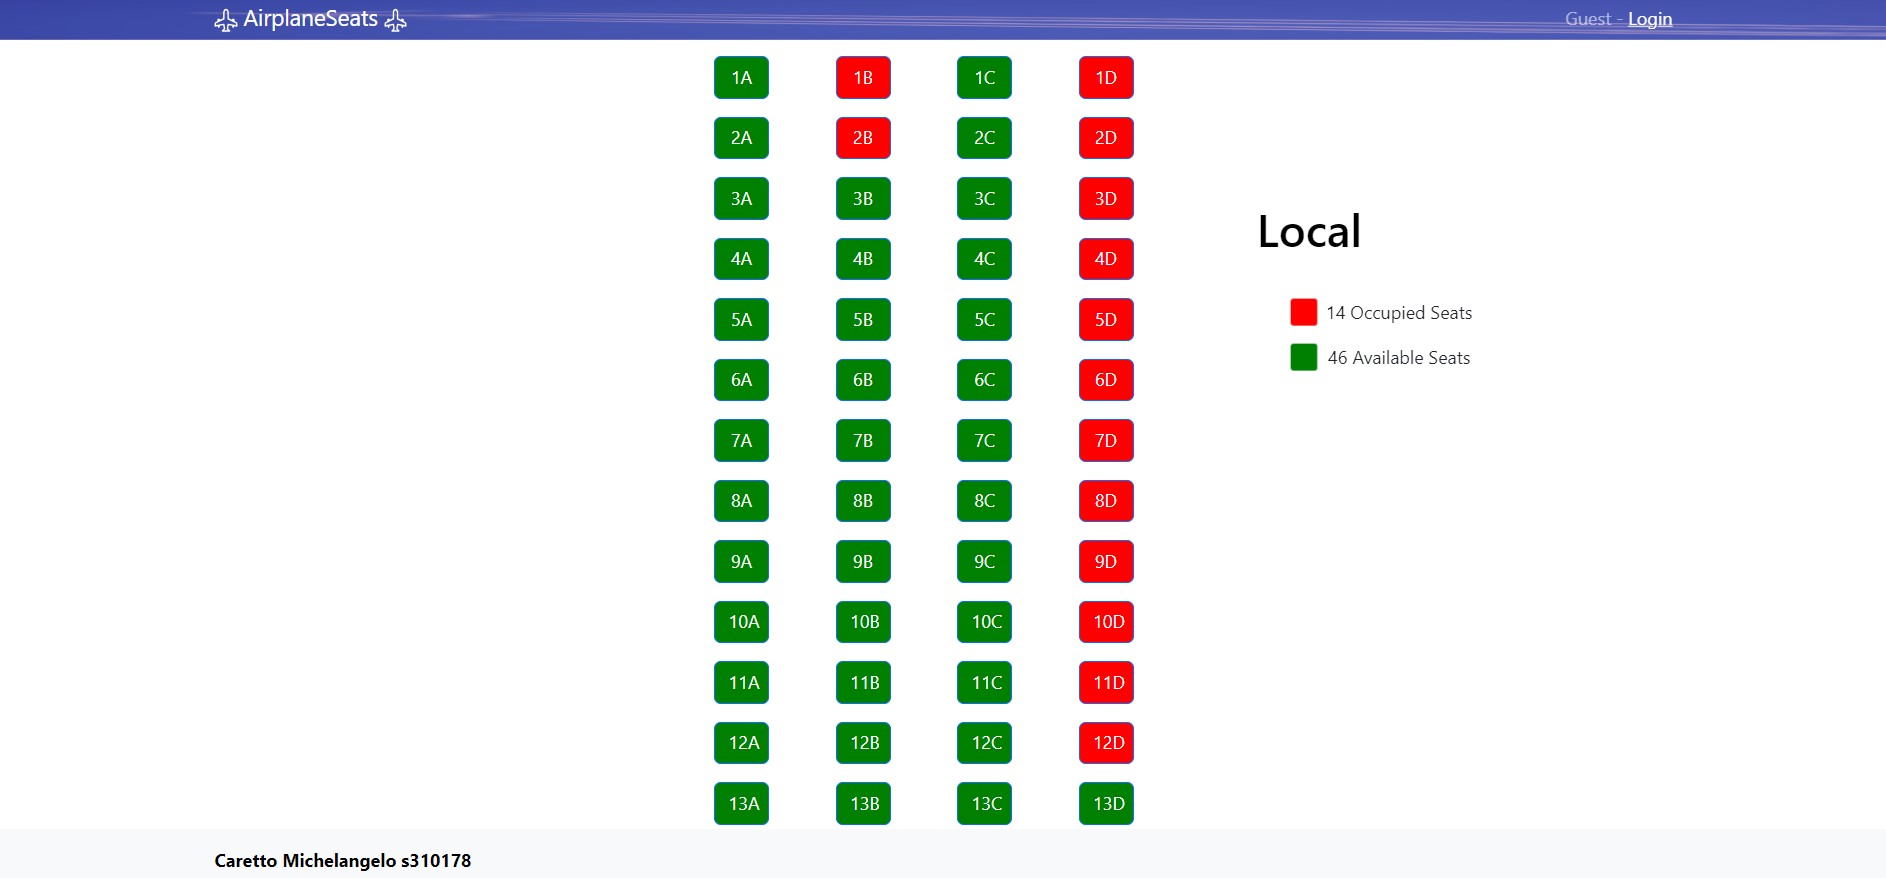 AirplaneSeats
Guest - Login
1A 1B 1C 1D
2A 2B 2C 2D
3A 3B 3C 3D
4A 4B 4C 4D
5A 5B 5C 5D
6A 6B 6C 6D
7A 7B 7C 7D
8A 8B 8C 8D
9A 9B 9C 9D
10A 10B 10C 10D
11A 11B 11C 11D
12A 12B 12C 12D
13A 13B 13C 13D
Local
14 Occupied Seats
46 Available Seats
Caretto Michelangelo s310178